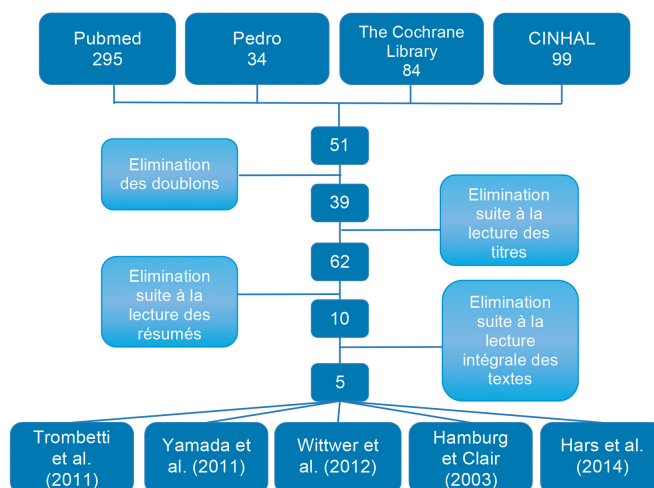 Pubmed
295
Pedro
34
The Cochrane
Library
84
CINHAL
99
51
Elimination
des doublons
39
Elimination
suite à la
lecture des
titres
62
Elimination
suite à la
lecture des
résumés
10
Elimination
suite à la
lecture
intégrale des
textes
5
Trombetti
et al.
(2011)
Yamada et
al. (2011)
Wittwer et
al. (2012)
Hamburg
et Clair
(2003)
Hars et al.
(2014)